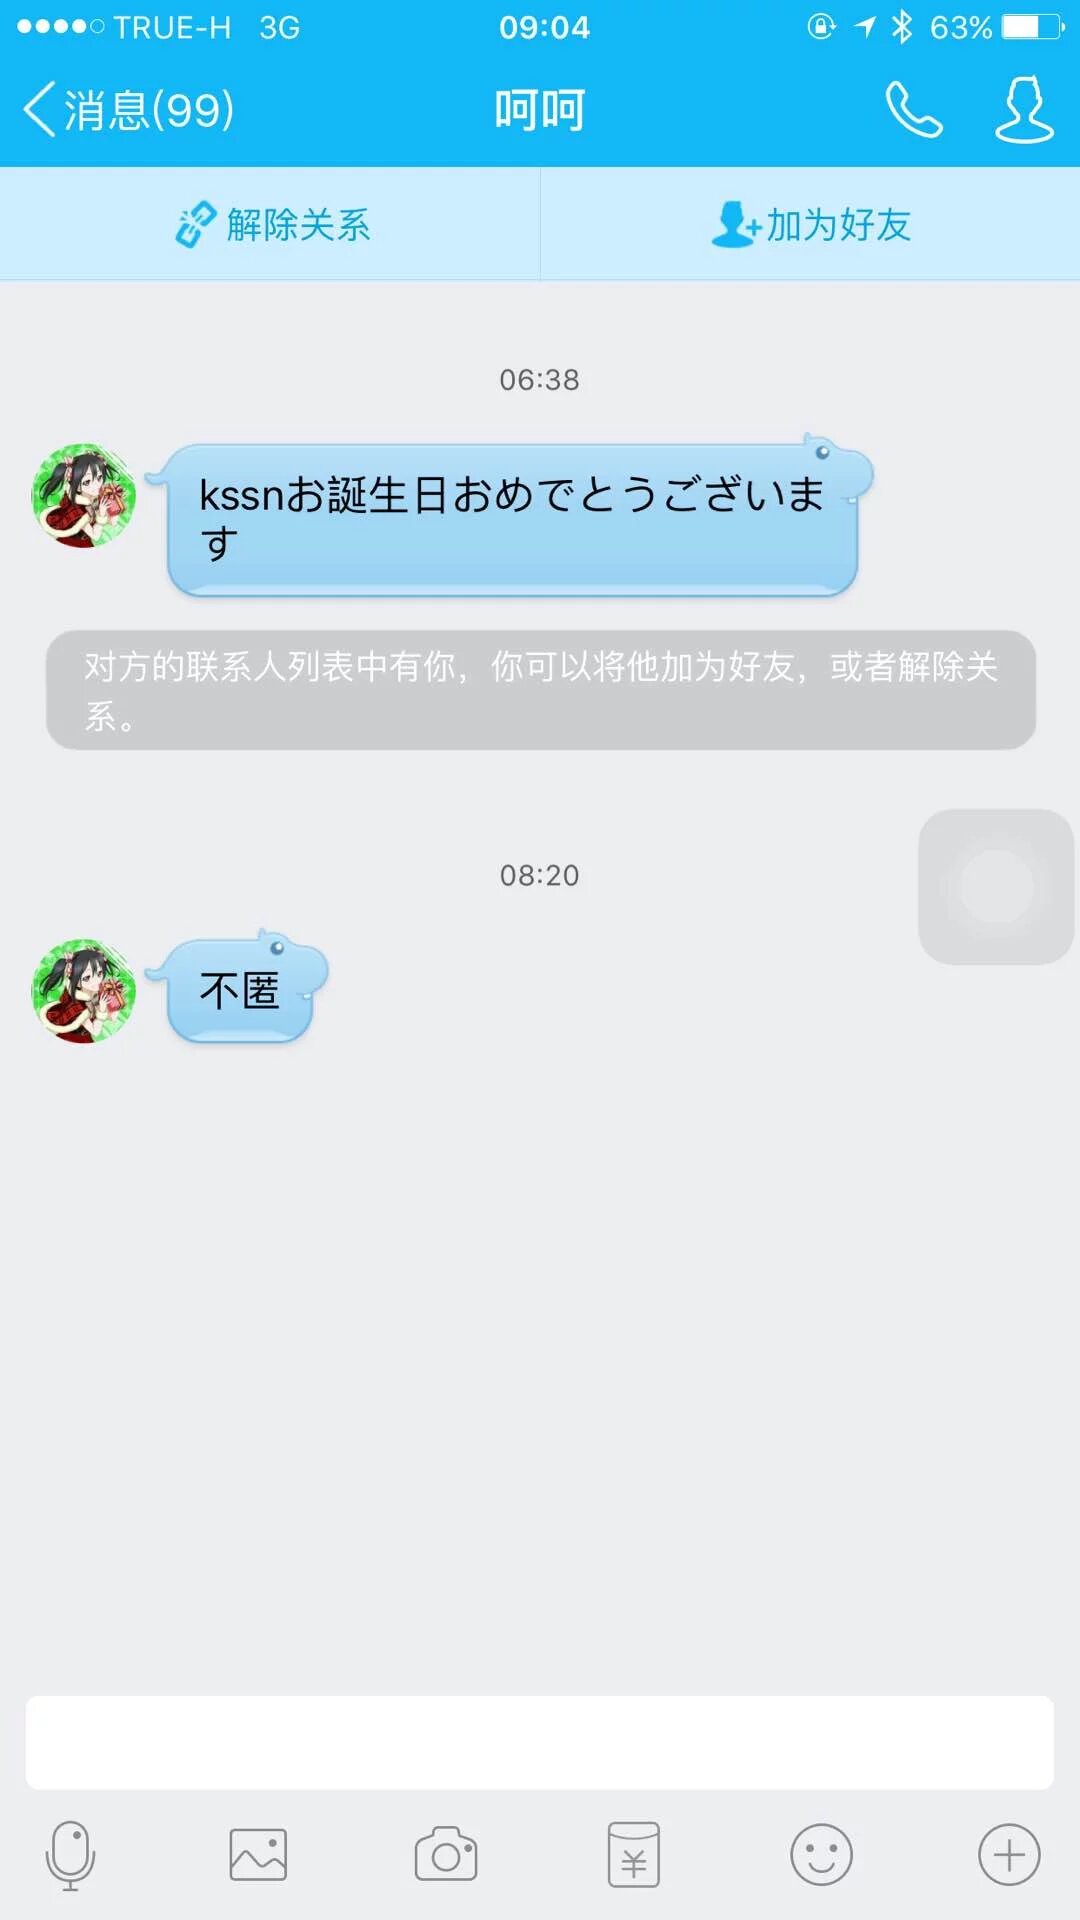 TRUE-H 3G 09:04 63%
消息(99) 呵呵
解除关系 加为好友
06:38
kssnお誕生日おめでとうございま
す
对方的联系人列表中有你，你可以将他加为好友，或者解除关
系。
08:20
不匿